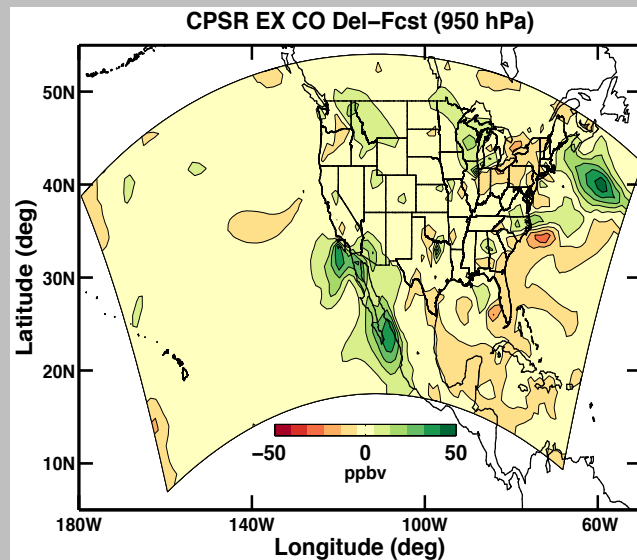 CPSR EX CO Del−Fcst (950 hPa)
50N
40N
30N
20N
10N
Latitude (deg)
−50 0 50
ppbv
180W 140W 100W 60W
Longitude (deg)